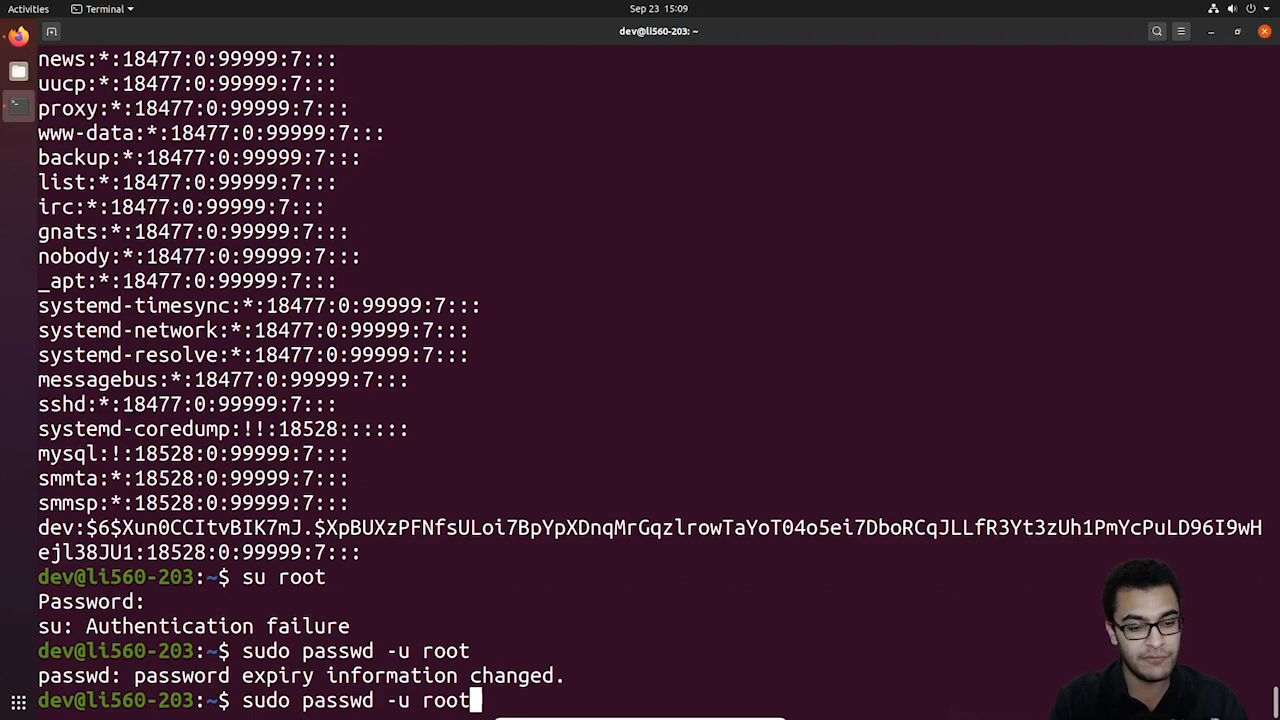 Activities
Terminal
Sep 23 15:09
dev@li560-203: ~
news:*:18477:0:99999:7:::
uucp:*:18477:0:99999:7:::
proxy:*:18477:0:99999:7:::
www-data:*:18477:0:99999:7:::
backup:*:18477:0:99999:7:::
list:*:18477:0:99999:7:::
irc:*:18477:0:99999:7:::
gnats:*:18477:0:99999:7:::
nobody:*:18477:0:99999:7:::
_apt:*:18477:0:99999:7:::
systemd-timesync:*:18477:0:99999:7:::
systemd-network:*:18477:0:99999:7:::
systemd-resolve:*:18477:0:99999:7:::
messagebus:*:18477:0:99999:7:::
sshd:*:18477:0:99999:7:::
systemd-coredump:!!:18528::::::
mysql:!:18528:0:99999:7:::
smmta:*:18528:0:99999:7:::
smmsp:*:18528:0:99999:7:::
dev:$6$Xun0CCItvBIK7mJ.$XpBUXzPFNfsULoi7BpYpXDnqMrGqzlrowTaYoT04o5ei7DboRCqJLLfR3Yt3zUh1PmYcPuLD96I9wH
ejl38JU1:18528:0:99999:7:::
dev@li560-203:~$ su root
Password:
su: Authentication failure
dev@li560-203:~$ sudo passwd -u root
passwd: password expiry information changed.
dev@li560-203:~$ sudo passwd -u root